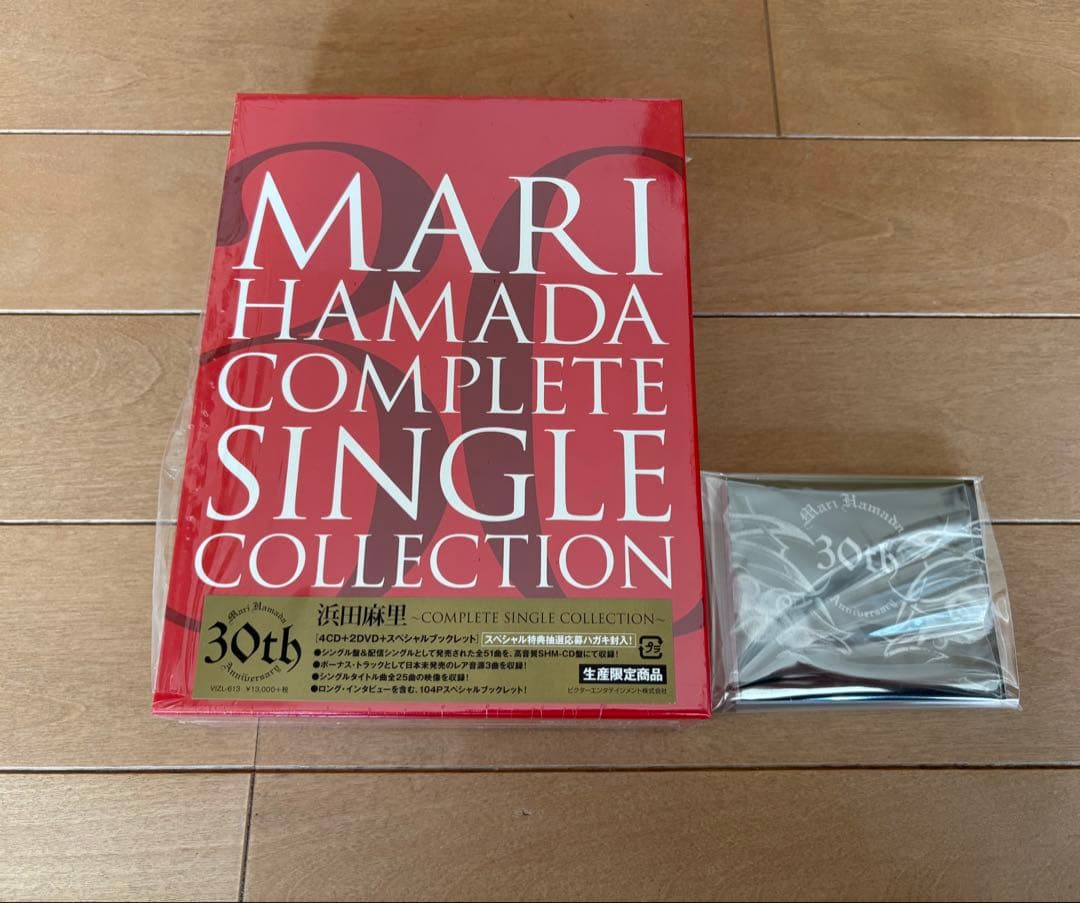 MARI
HAMADA
COMPLETE
SINGLE
COLLECTION
Mari Hamada
30th
Anniversary
VIZL-613 ¥13,000+税
浜田麻里 ~COMPLETE SINGLE COLLECTION~
[4CD+2DVD+スペシャルブックレット] スペシャル特典抽選応募ハガキ封入!
●シングル盤&配信シングルとして発売された全51曲を、高音質SHM-CD盤にて収録!
●ボーナス・トラックとして日本未発売のレア音源3曲を収録!
●シングルタイトル曲全25曲の映像を収録!
●ロング・インタビューを含む、104Pスペシャルブックレット!
プラ
生産限定商品
ビクターエンタテインメント株式会社
Mari Hamada
30th
Anniversary